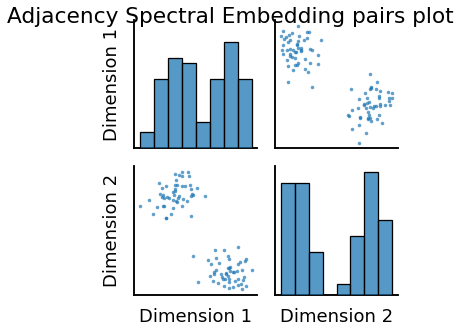 Adjacency Spectral Embedding pairs plot
Dimension 1
Dimension 2
Dimension 1
Dimension 2